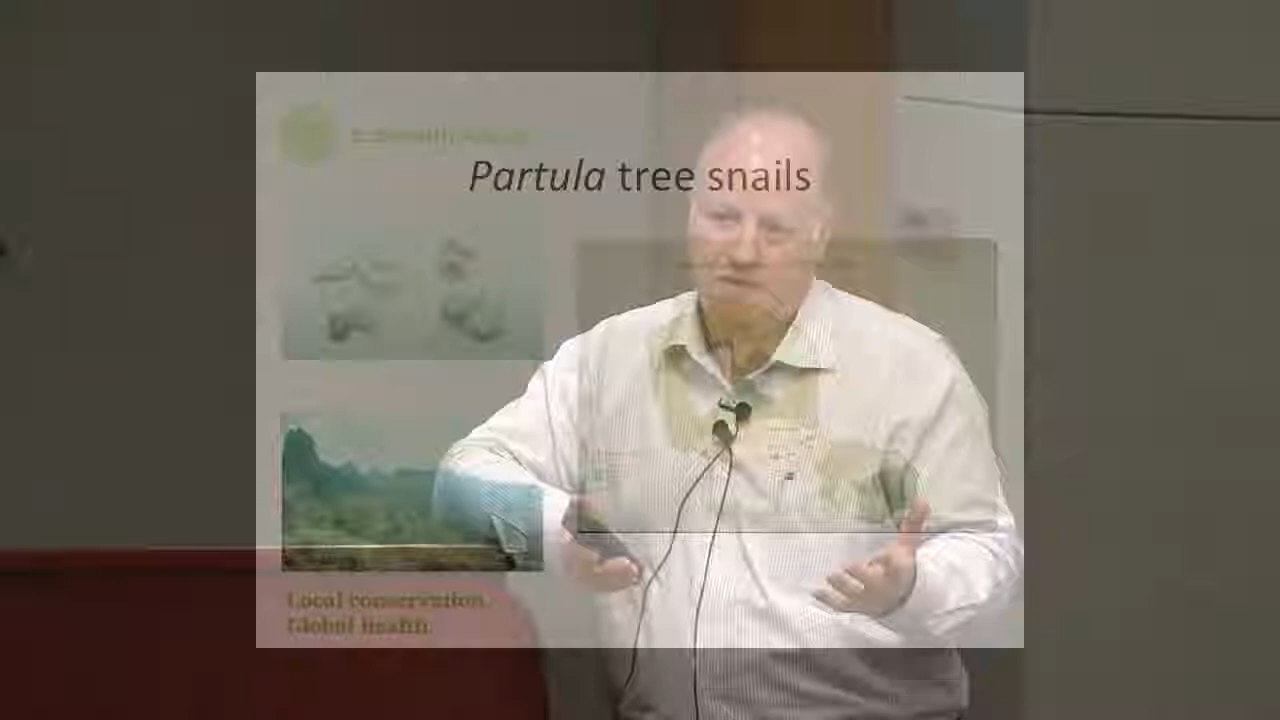 Partula tree snails
Local conservation.
Global health.